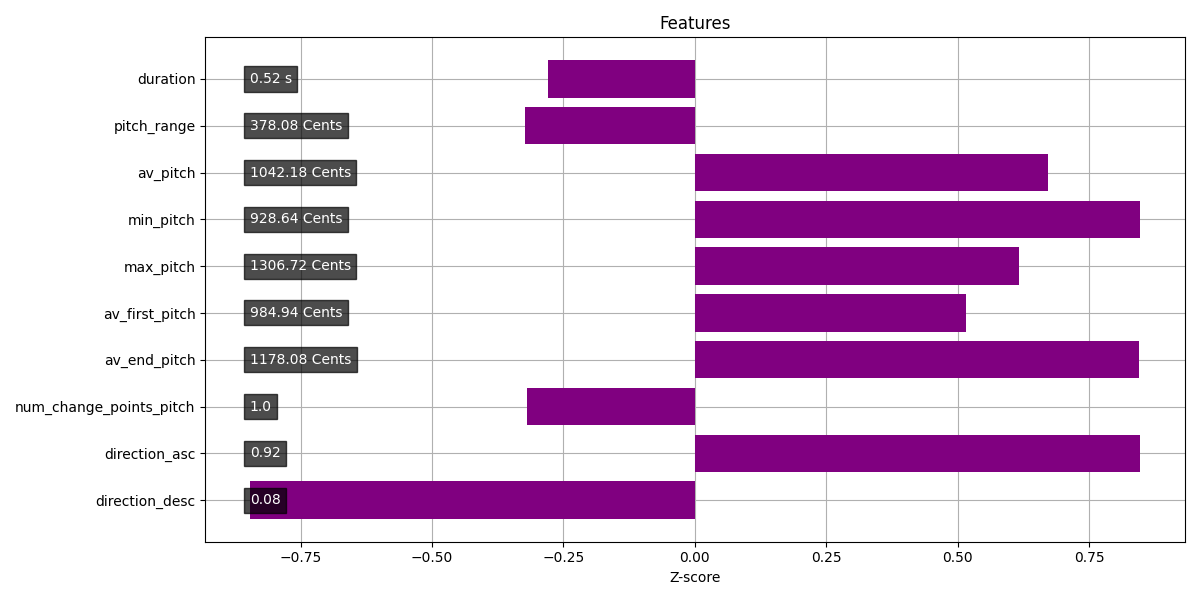 Features
duration 0.52 s
pitch_range 378.08 Cents
av_pitch 1042.18 Cents
min_pitch 928.64 Cents
max_pitch 1306.72 Cents
av_first_pitch 984.94 Cents
av_end_pitch 1178.08 Cents
num_change_points_pitch 1.0
direction_asc 0.92
direction_desc 0.08
−0.75 −0.50 −0.25 0.00 0.25 0.50 0.75
Z-score